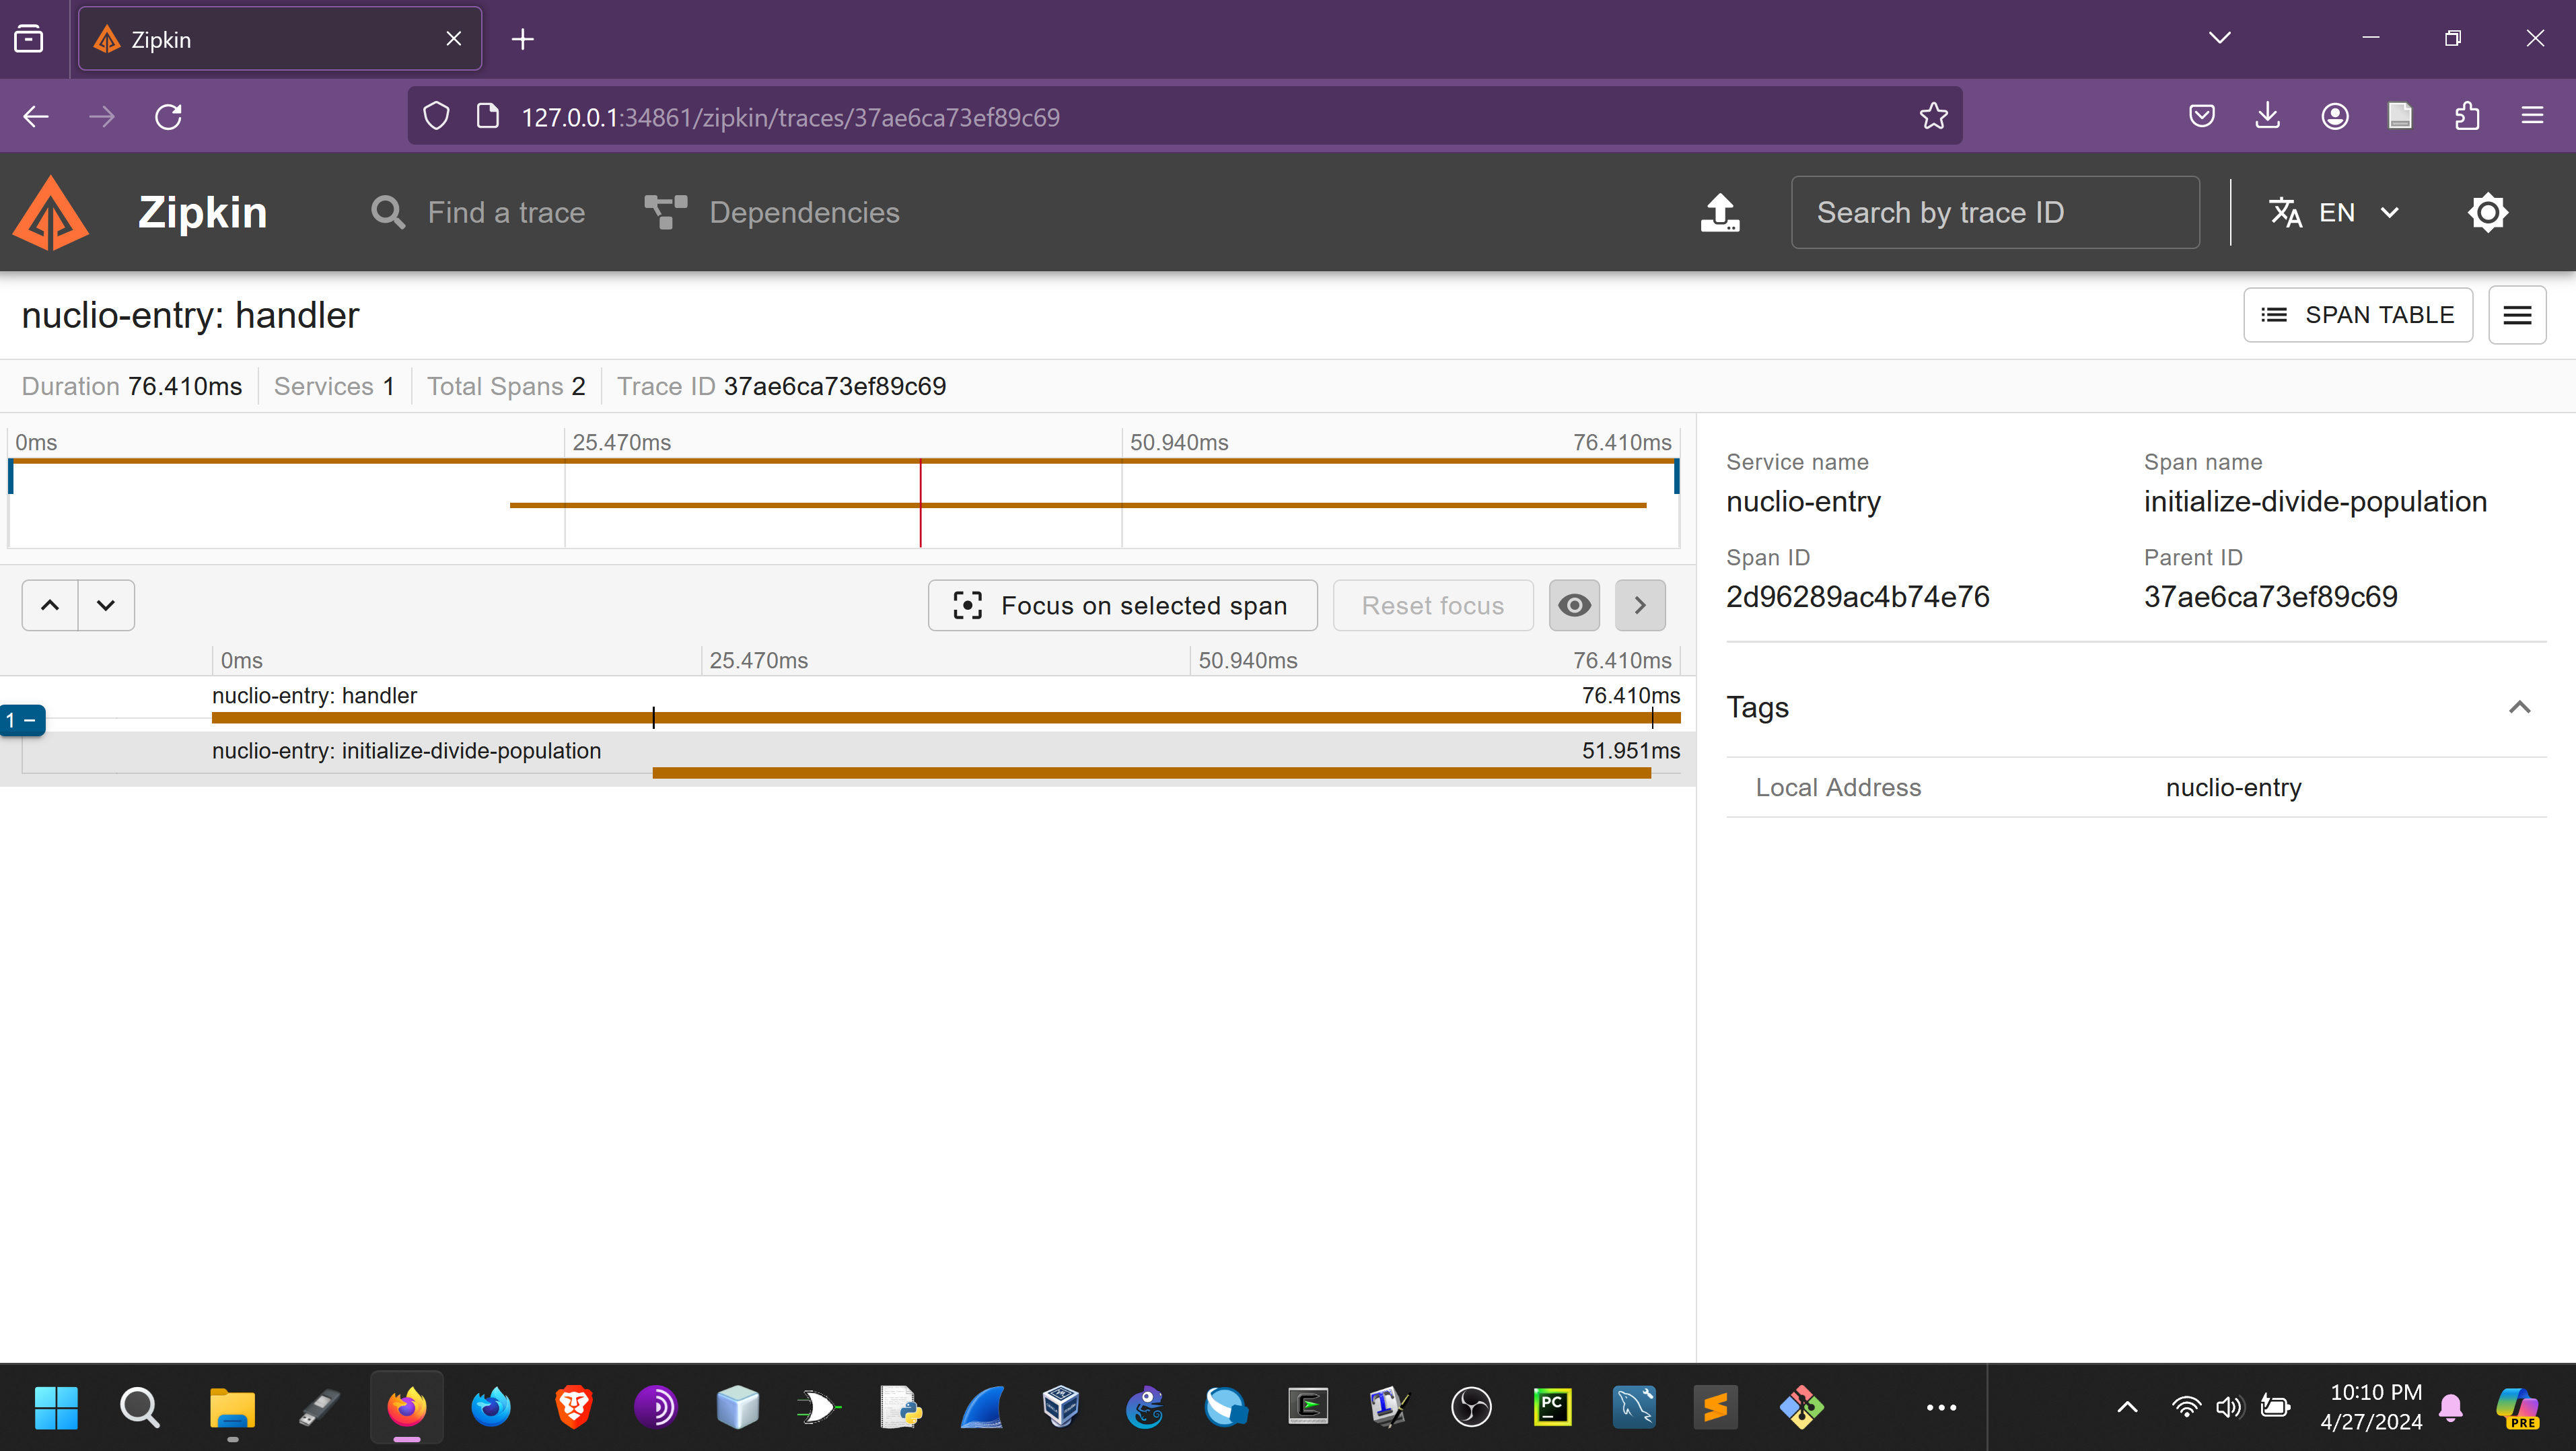 Zipkin
127.0.0.1:34861/zipkin/traces/37ae6ca73ef89c69
Zipkin Find a trace Dependencies Search by trace ID EN
nuclio-entry: handler SPAN TABLE
Duration 76.410ms Services 1 Total Spans 2 Trace ID 37ae6ca73ef89c69
0ms 25.470ms 50.940ms 76.410ms
Focus on selected span Reset focus
0ms 25.470ms 50.940ms 76.410ms
nuclio-entry: handler 76.410ms
1 −
nuclio-entry: initialize-divide-population 51.951ms
Service name Span name
nuclio-entry initialize-divide-population
Span ID Parent ID
2d96289ac4b74e76 37ae6ca73ef89c69
Tags
Local Address nuclio-entry
PC
10:10 PM
4/27/2024
PRE